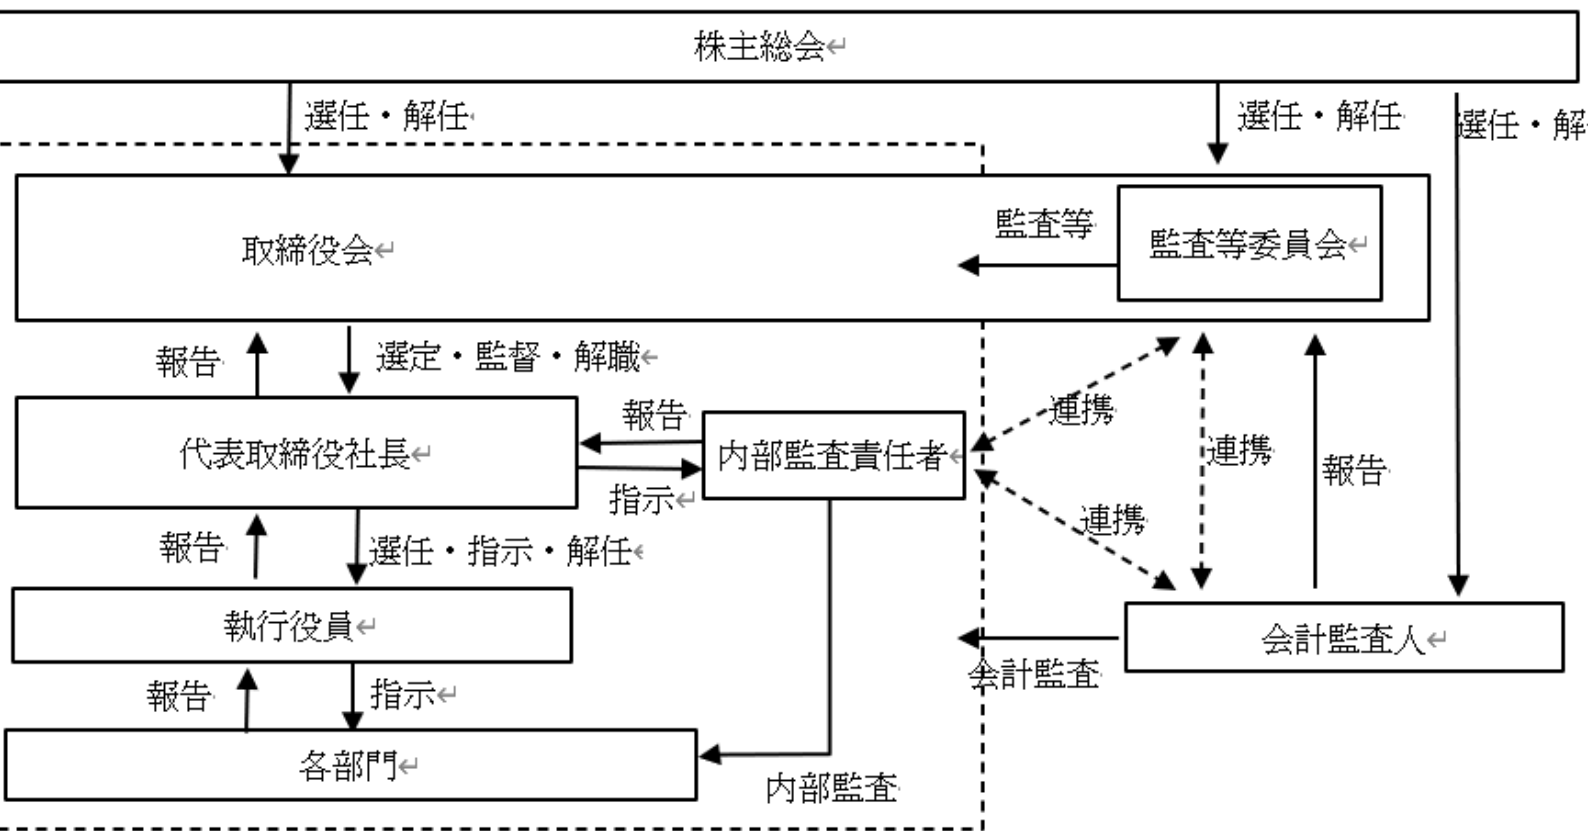 株主総会
選任・解任
選任・解任
選任・解
取締役会
監査等
監査等委員会
報告
選定・監督・解職
連携
代表取締役社長
報告
指示
内部監査責任者
連携
報告
連携
報告
選任・指示・解任
執行役員
会計監査人
会計監査
報告
指示
各部門
内部監査